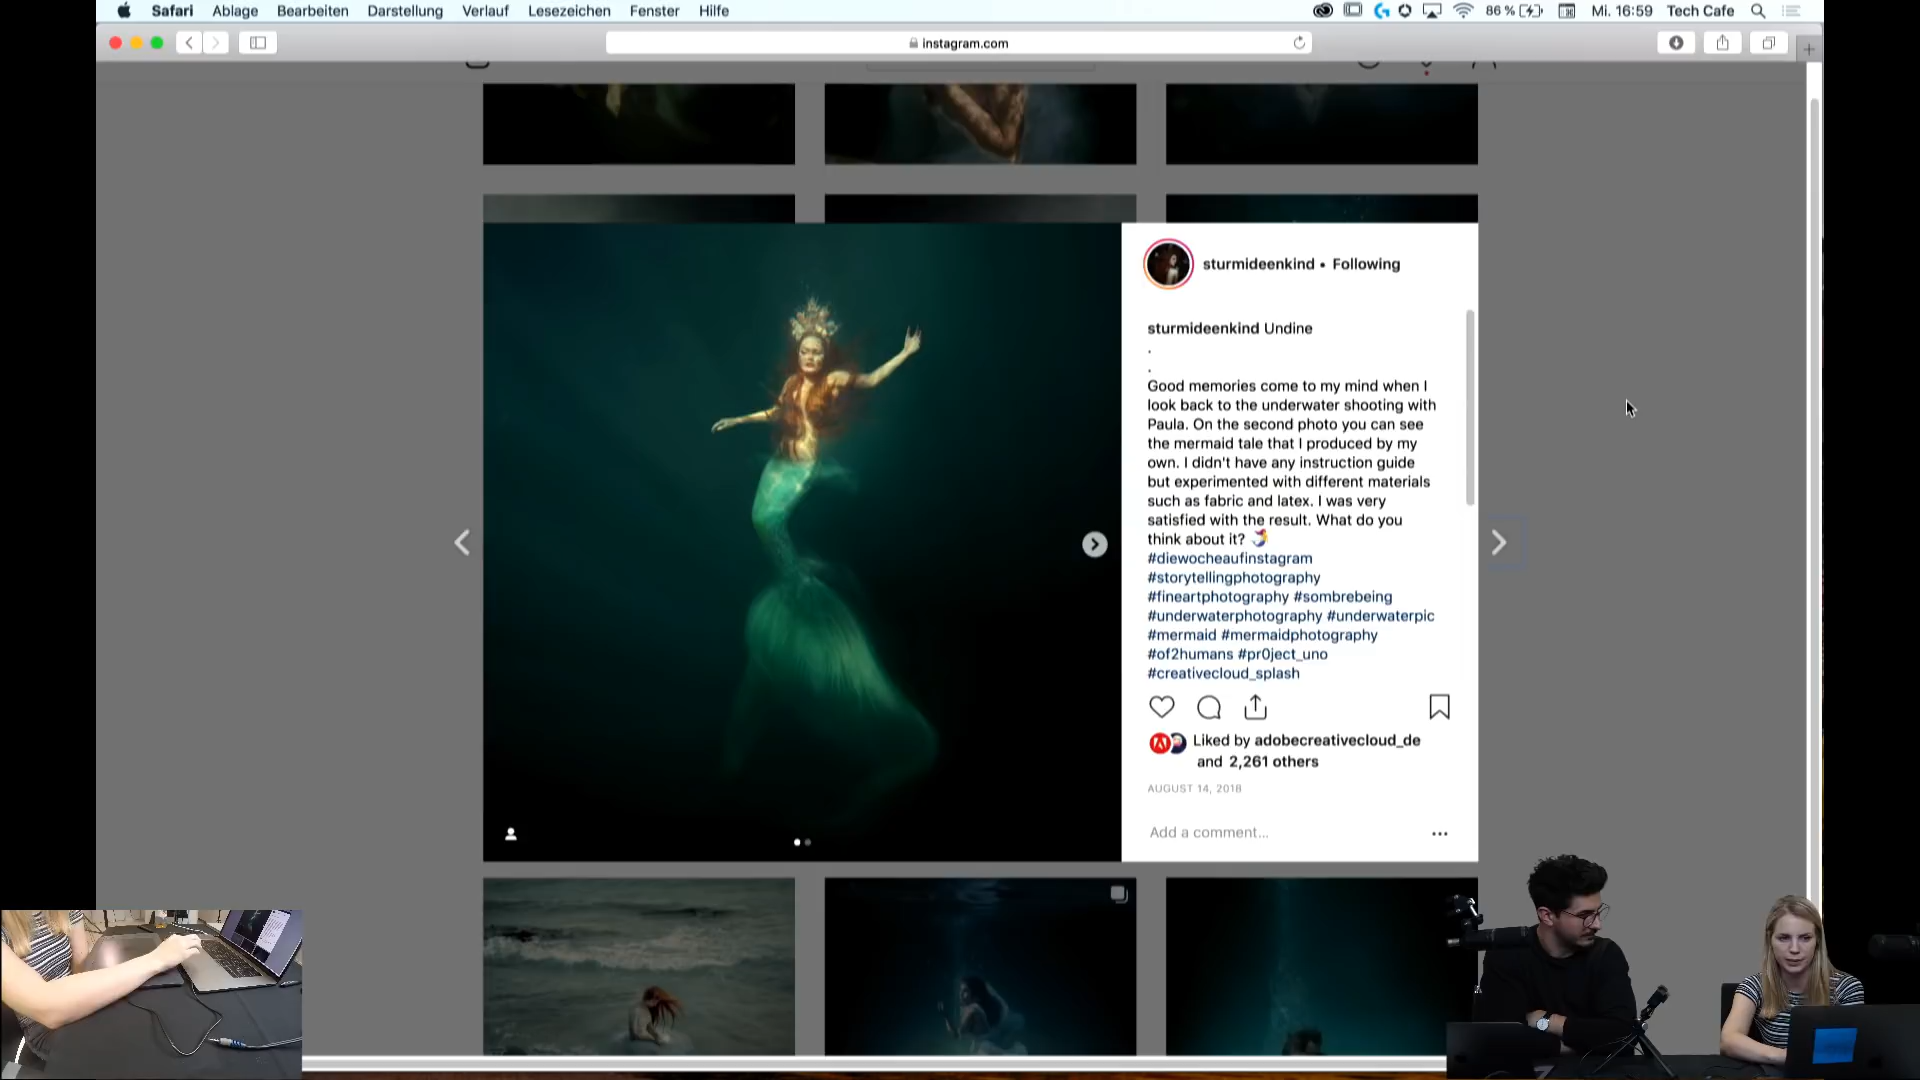 Safari Ablage Bearbeiten Darstellung Verlauf Lesezeichen Fenster Hilfe 86 % Mi. 16:59 Tech Cafe
instagram.com
sturmideenkind • Following
sturmideenkind Undine
.
.
Good memories come to my mind when I
look back to the underwater shooting with
Paula. On the second photo you can see
the mermaid tale that I produced by my
own. I didn't have any instruction guide
but experimented with different materials
such as fabric and latex. I was very
satisfied with the result. What do you
think about it?
#diewocheaufinstagram
#storytellingphotography
#fineartphotography #sombrebeing
#underwaterphotography #underwaterpic
#mermaid #mermaidphotography
#of2humans #pr0ject_uno
#creativecloud_splash
Liked by adobecreativecloud_de
and 2,261 others
AUGUST 14, 2018
Add a comment...